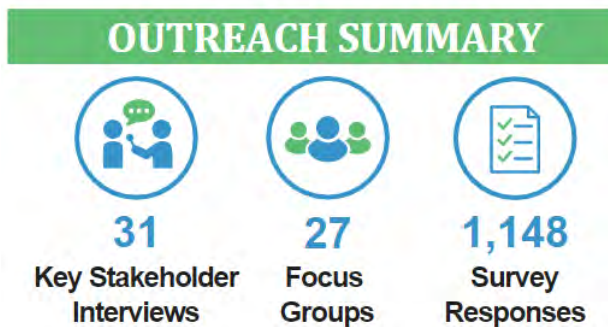 OUTREACH SUMMARY
31
Key Stakeholder
Interviews
27
Focus
Groups
1,148
Survey
Responses